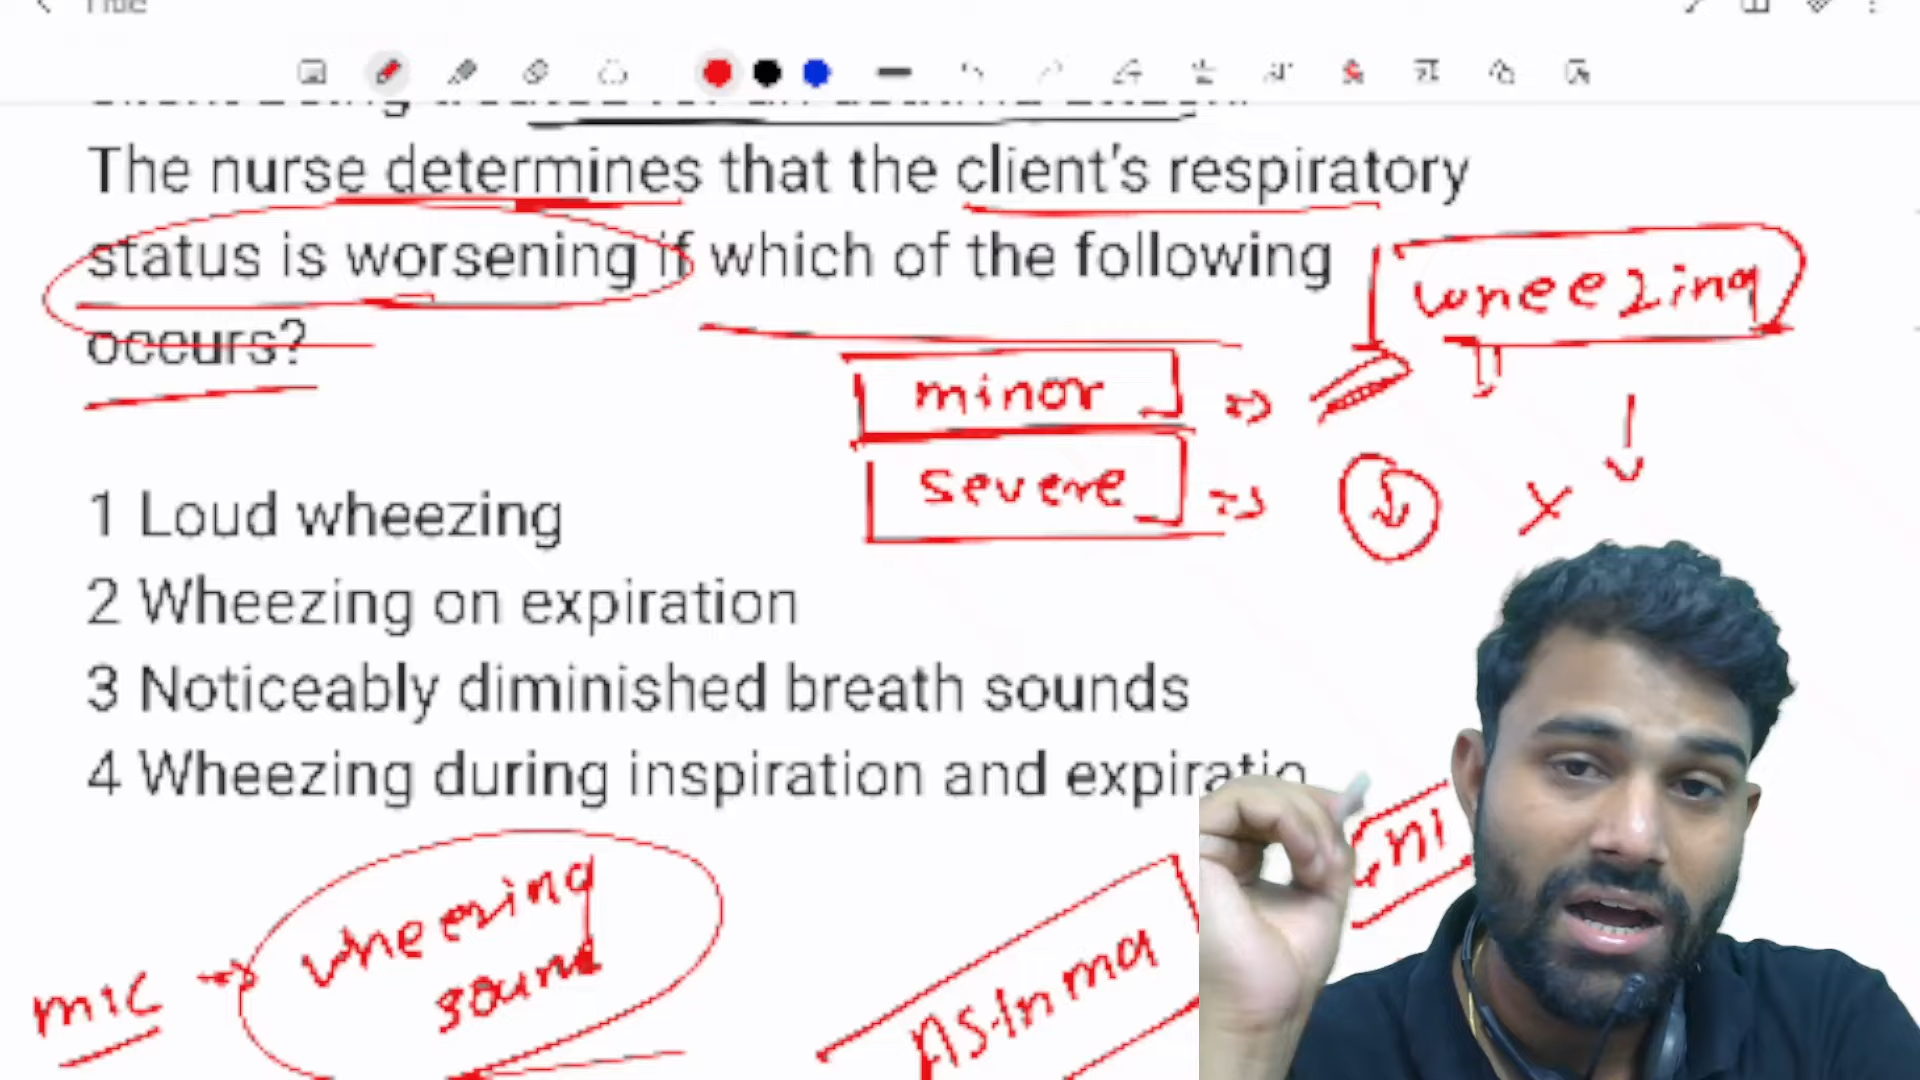 Title
The nurse determines that the client's respiratory
status is worsening if which of the following
occurs?
wheezing
minor
severe
1 Loud wheezing
2 Wheezing on expiration
3 Noticeably diminished breath sounds
4 Wheezing during inspiration and expiratio
wheezing
sound
mic
Asthma